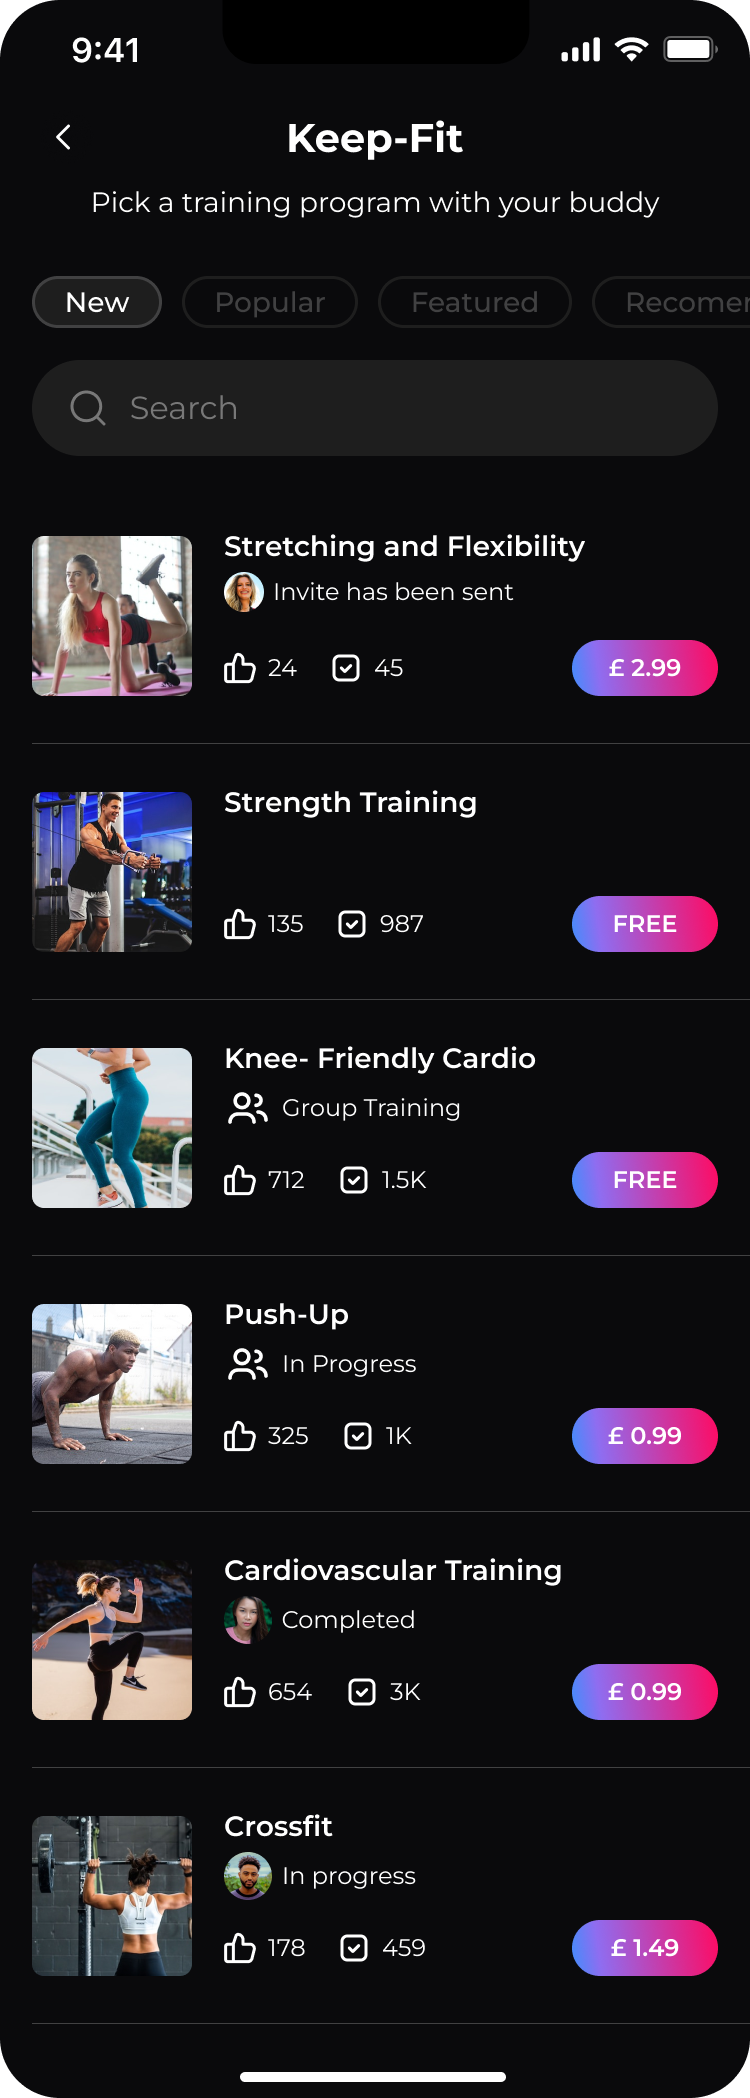 9:41
Keep-Fit
Pick a training program with your buddy
New Popular Featured Recomer
Search
Stretching and Flexibility
Invite has been sent
24 45 £ 2.99
Strength Training
135 987 FREE
Knee- Friendly Cardio
Group Training
712 1.5K FREE
Push-Up
In Progress
325 1K £ 0.99
Cardiovascular Training
Completed
654 3K £ 0.99
Crossfit
In progress
178 459 £ 1.49